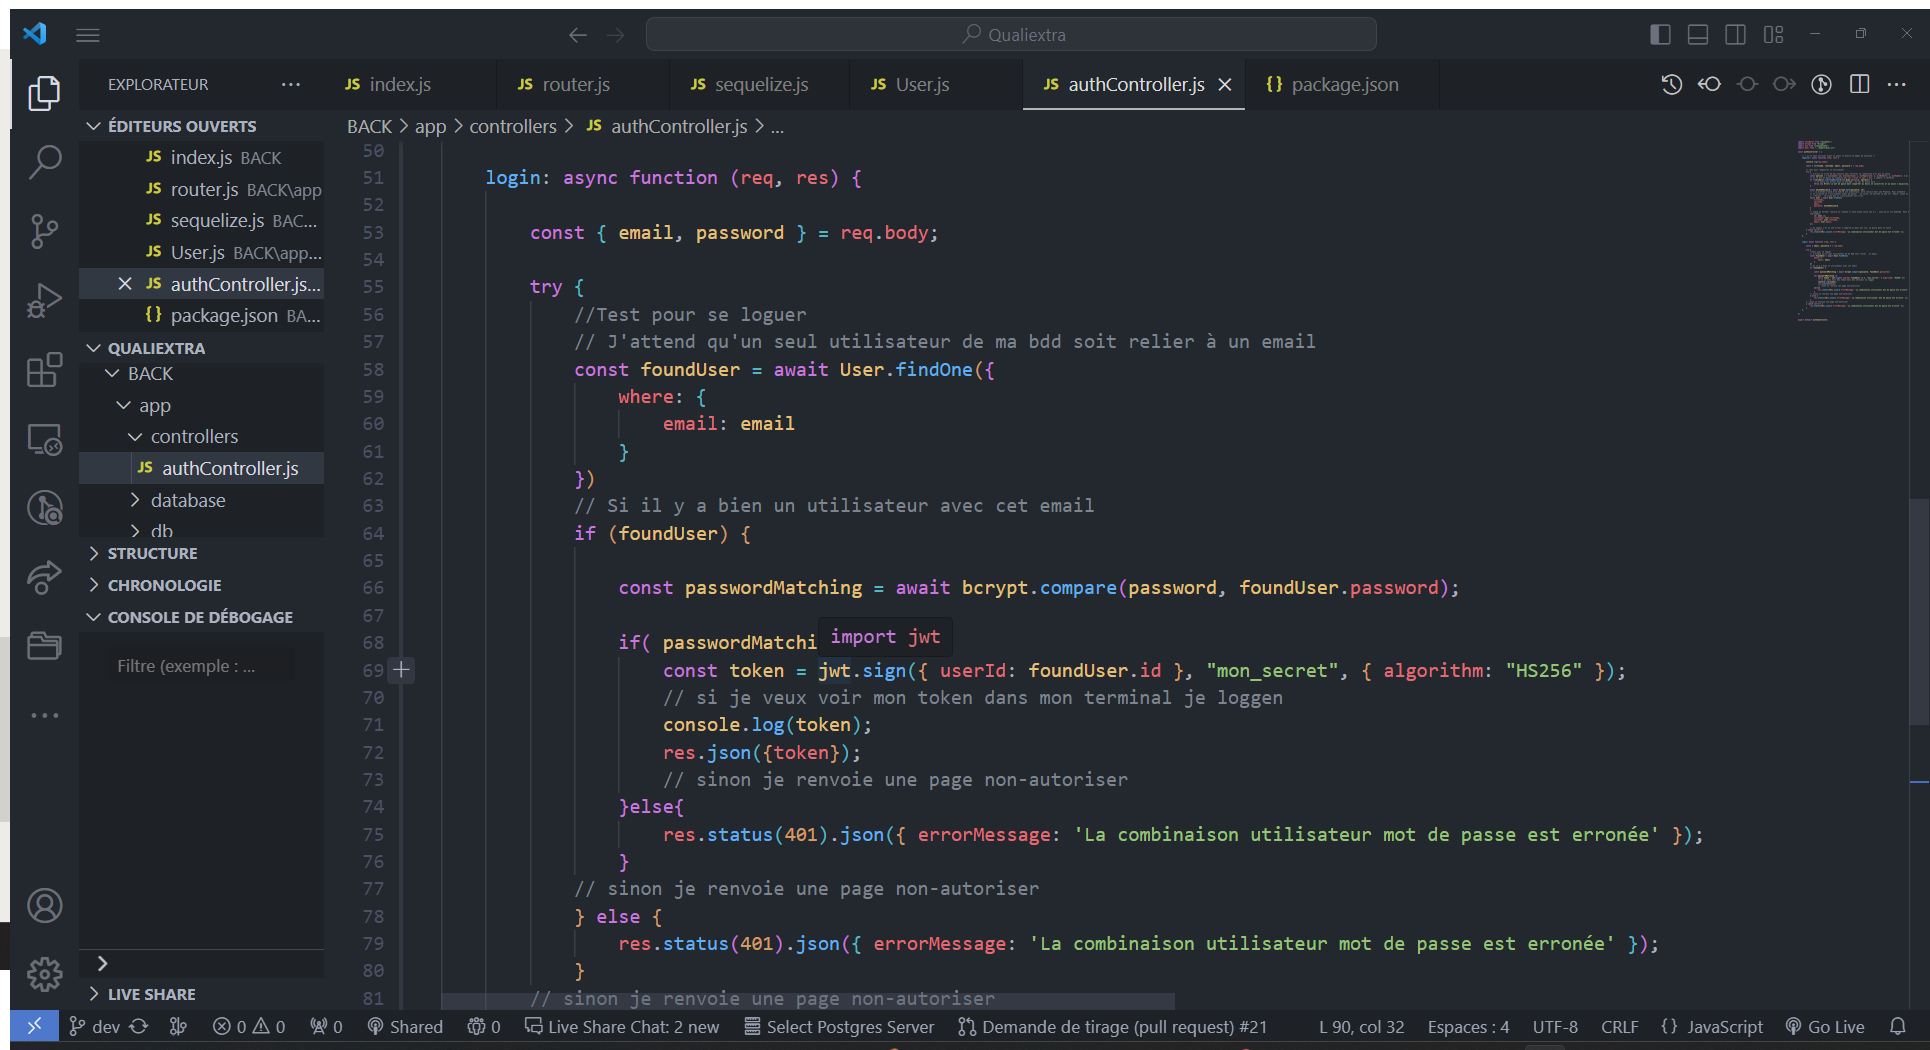 Qualiextra
EXPLORATEUR
JS index.js
JS router.js
JS sequelize.js
JS User.js
JS authController.js
{} package.json
ÉDITEURS OUVERTS
JS index.js BACK
JS router.js BACK\app
JS sequelize.js BAC...
JS User.js BACK\app...
JS authController.js...
{} package.json BA...
QUALIEXTRA
BACK
app
controllers
JS authController.js
database
db
STRUCTURE
CHRONOLOGIE
CONSOLE DE DÉBOGAGE
Filtre (exemple : ...
LIVE SHARE
BACK > app > controllers > JS authController.js > ...
50
51 login: async function (req, res) {
52
53 const { email, password } = req.body;
54
55 try {
56 //Test pour se loguer
57 // J'attend qu'un seul utilisateur de ma bdd soit relier à un email
58 const foundUser = await User.findOne({
59 where: {
60 email: email
61 }
62 })
63 // Si il y a bien un utilisateur avec cet email
64 if (foundUser) {
65
66 const passwordMatching = await bcrypt.compare(password, foundUser.password);
67
68 if( passwordMatchi
import jwt
69 const token = jwt.sign({ userId: foundUser.id }, "mon_secret", { algorithm: "HS256" });
70 // si je veux voir mon token dans mon terminal je loggen
71 console.log(token);
72 res.json({token});
73 // sinon je renvoie une page non-autoriser
74 }else{
75 res.status(401).json({ errorMessage: 'La combinaison utilisateur mot de passe est erronée' });
76 }
77 // sinon je renvoie une page non-autoriser
78 } else {
79 res.status(401).json({ errorMessage: 'La combinaison utilisateur mot de passe est erronée' });
80 }
81 // sinon je renvoie une page non-autoriser
dev 0 0 0 Shared 0 Live Share Chat: 2 new Select Postgres Server Demande de tirage (pull request) #21 L 90, col 32 Espaces : 4 UTF-8 CRLF {} JavaScript Go Live